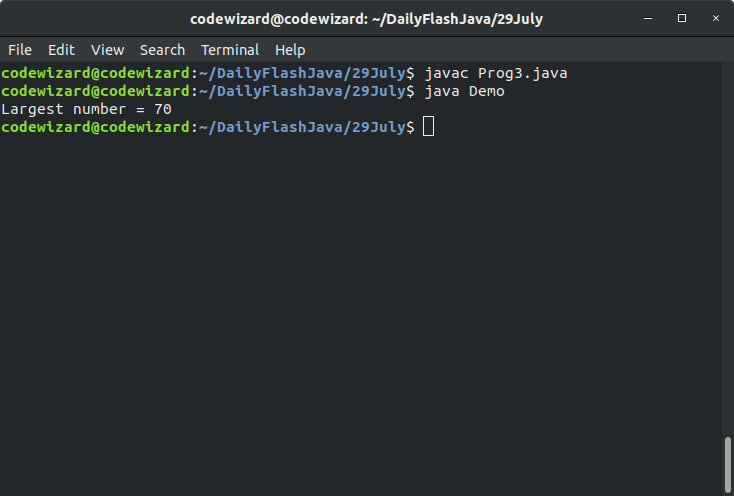 codewizard@codewizard: ~/DailyFlashJava/29July
File Edit View Search Terminal Help
codewizard@codewizard:~/DailyFlashJava/29July$ javac Prog3.java
codewizard@codewizard:~/DailyFlashJava/29July$ java Demo
Largest number = 70
codewizard@codewizard:~/DailyFlashJava/29July$